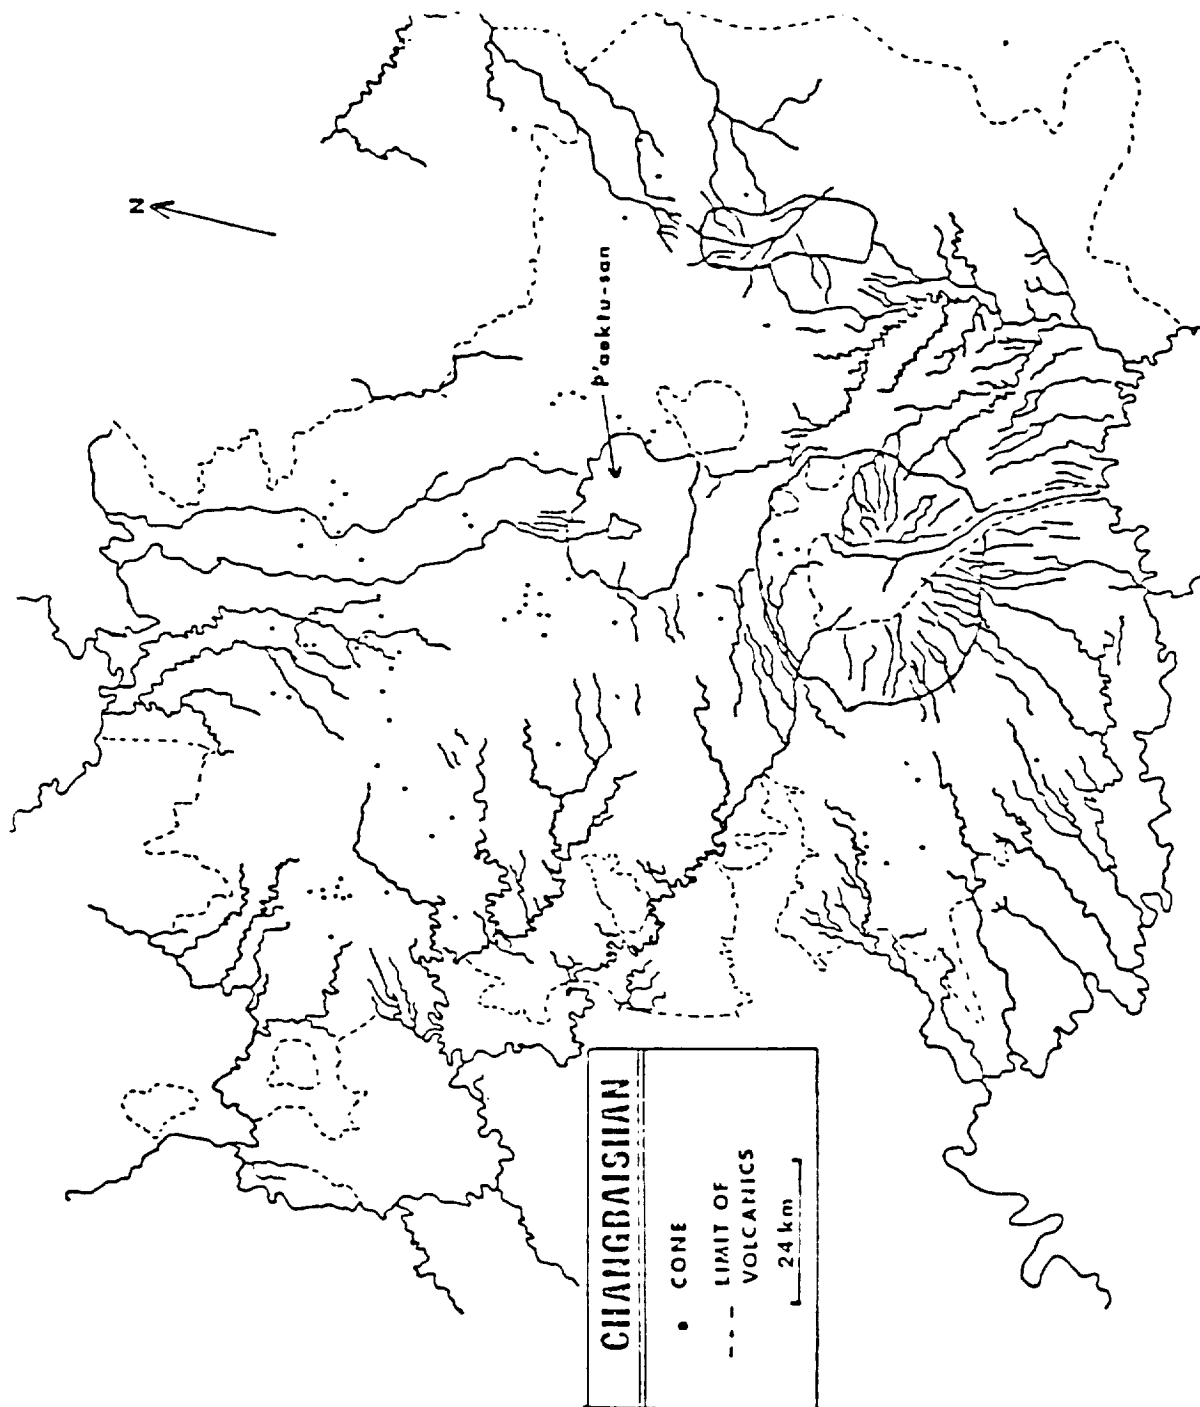 N
P'aektu-san
CHANGBAISHAN
CONE
LIMIT OF
VOLCANICS
24 km